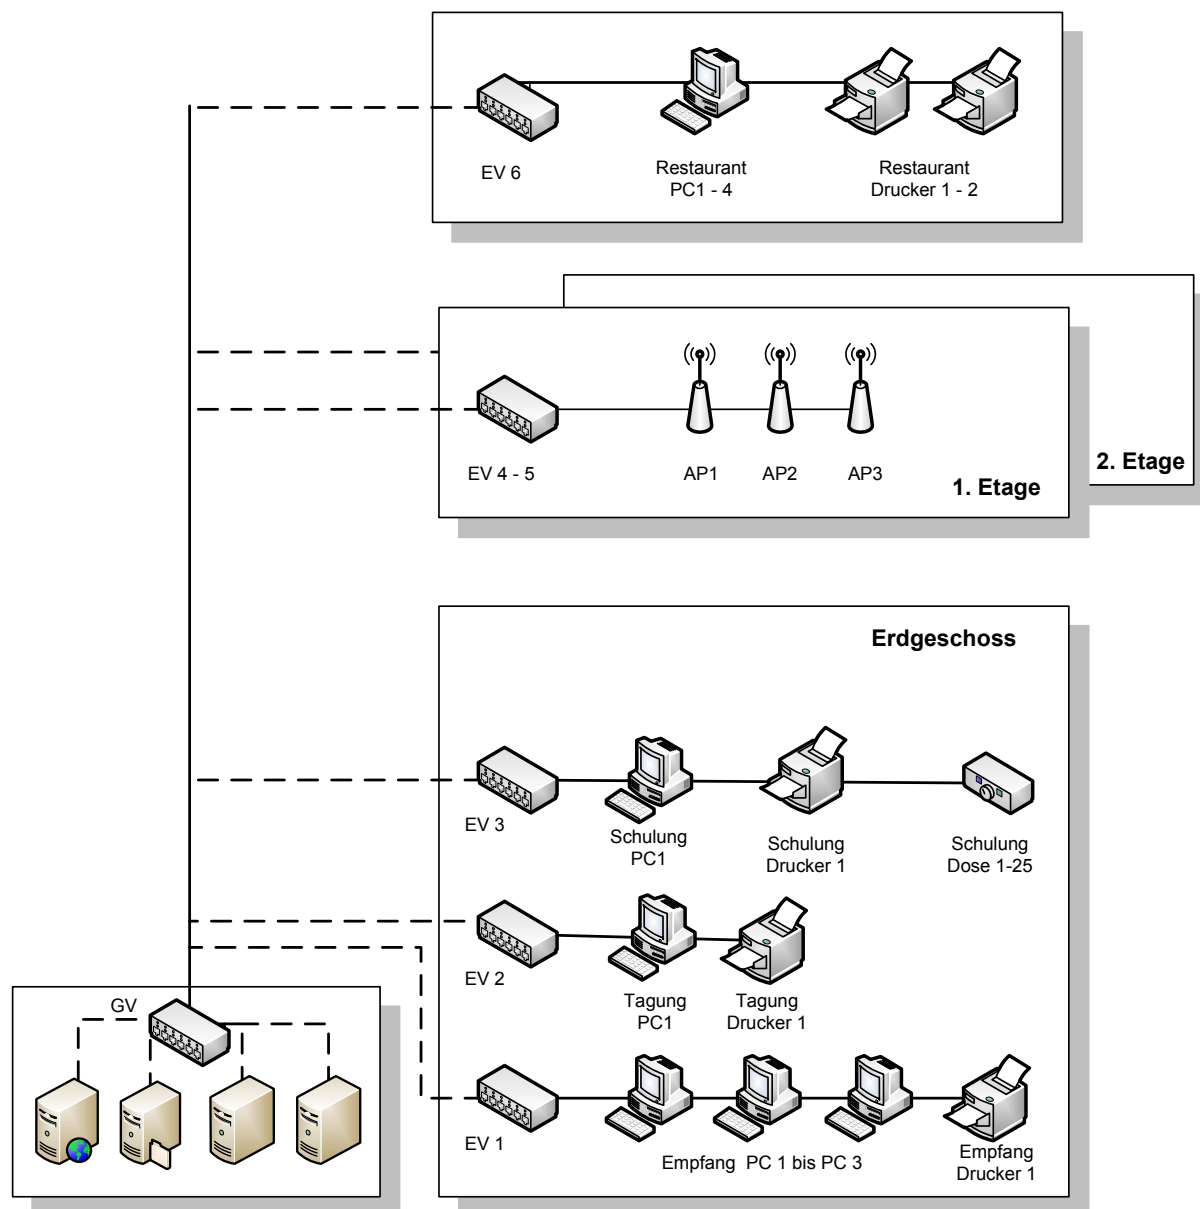 EV 6
Restaurant
PC1 - 4
Restaurant
Drucker 1 - 2
EV 4 - 5
AP1
AP2
AP3
1. Etage
2. Etage
Erdgeschoss
EV 3
Schulung
PC1
Schulung
Drucker 1
Schulung
Dose 1-25
EV 2
Tagung
PC1
Tagung
Drucker 1
GV
EV 1
Empfang PC 1 bis PC 3
Empfang
Drucker 1